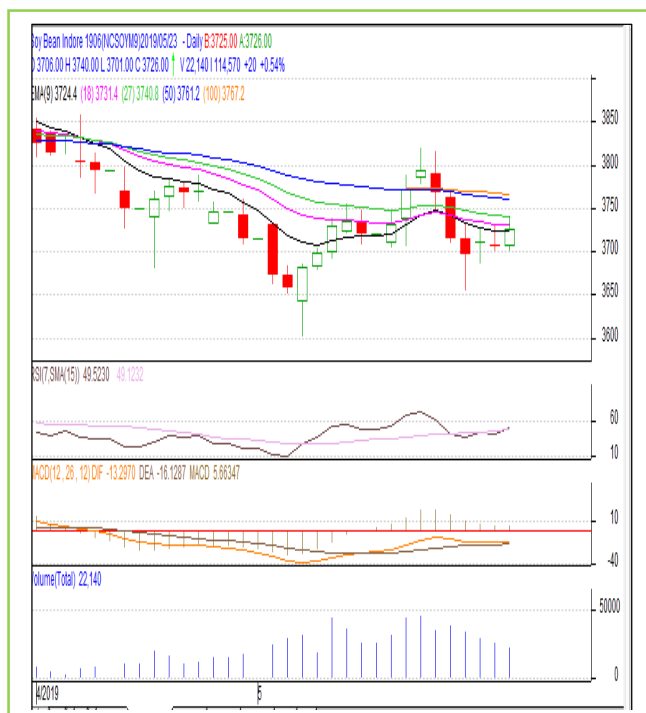 oy Bean Indore 1906(NCSOYM9)2019/05/23 - Daily B:3725.00 A:3726.00
3706.00 H 3740.00 L 3701.00 C 3726.00 ↑ V 22,140 I 114,570 +20 +0.54%
EMA(9) 3724.4 (18) 3731.4 (27) 3740.8 (50) 3761.2 (100) 3767.2
3850
3800
3750
3700
3650
3600
RSI(7,SMA(15)) 49.5230 49.1232
60
10
MACD(12 , 26 , 12) DIF -13.2970 DEA -16.1287 MACD 5.66347
10
-40
Volume(Total) 22,140
50000
0
4/2019 5